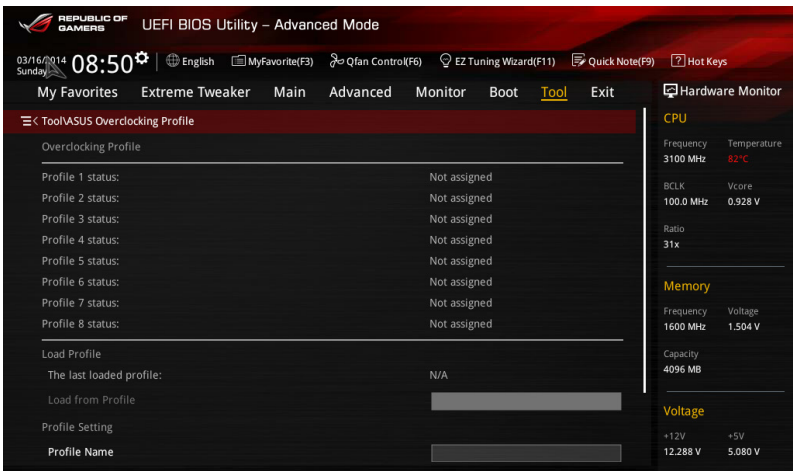 REPUBLIC OF GAMERS
UEFI BIOS Utility – Advanced Mode
03/16/2014
Sunday
08:50
English
MyFavorite(F3)
Qfan Control(F6)
EZ Tuning Wizard(F11)
Quick Note(F9)
? Hot Keys
My Favorites Extreme Tweaker Main Advanced Monitor Boot Tool Exit
Tool\ASUS Overclocking Profile
Overclocking Profile
Profile 1 status: Not assigned
Profile 2 status: Not assigned
Profile 3 status: Not assigned
Profile 4 status: Not assigned
Profile 5 status: Not assigned
Profile 6 status: Not assigned
Profile 7 status: Not assigned
Profile 8 status: Not assigned
Load Profile
The last loaded profile: N/A
Load from Profile
Profile Setting
Profile Name
Hardware Monitor
CPU
Frequency Temperature
3100 MHz 82°C
BCLK Vcore
100.0 MHz 0.928 V
Ratio
31x
Memory
Frequency Voltage
1600 MHz 1.504 V
Capacity
4096 MB
Voltage
+12V +5V
12.288 V 5.080 V